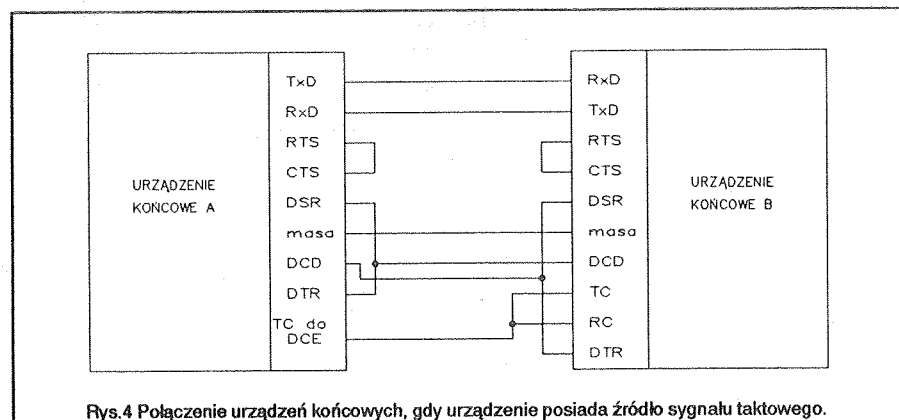 URZĄDZENIE
KOŃCOWE A
TxD
RxD
RTS
CTS
DSR
masa
DCD
DTR
TC do
DCE
RxD
TxD
RTS
CTS
DSR
masa
DCD
TC
RC
DTR
URZĄDZENIE
KOŃCOWE B
Rys.4 Połączenie urządzeń końcowych, gdy urządzenie posiada źródło sygnału taktowego.